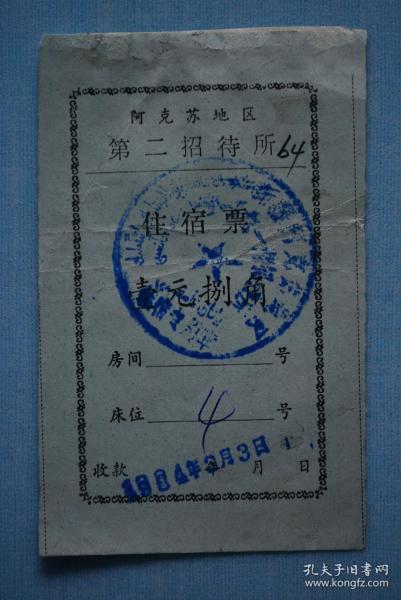 阿克苏地区
第二招待所 64
住宿票
壹元捌角
房间 号
床位 4 号
收款 年 月 日
1984年3月3日
孔夫子旧书网
www.kongfz.com